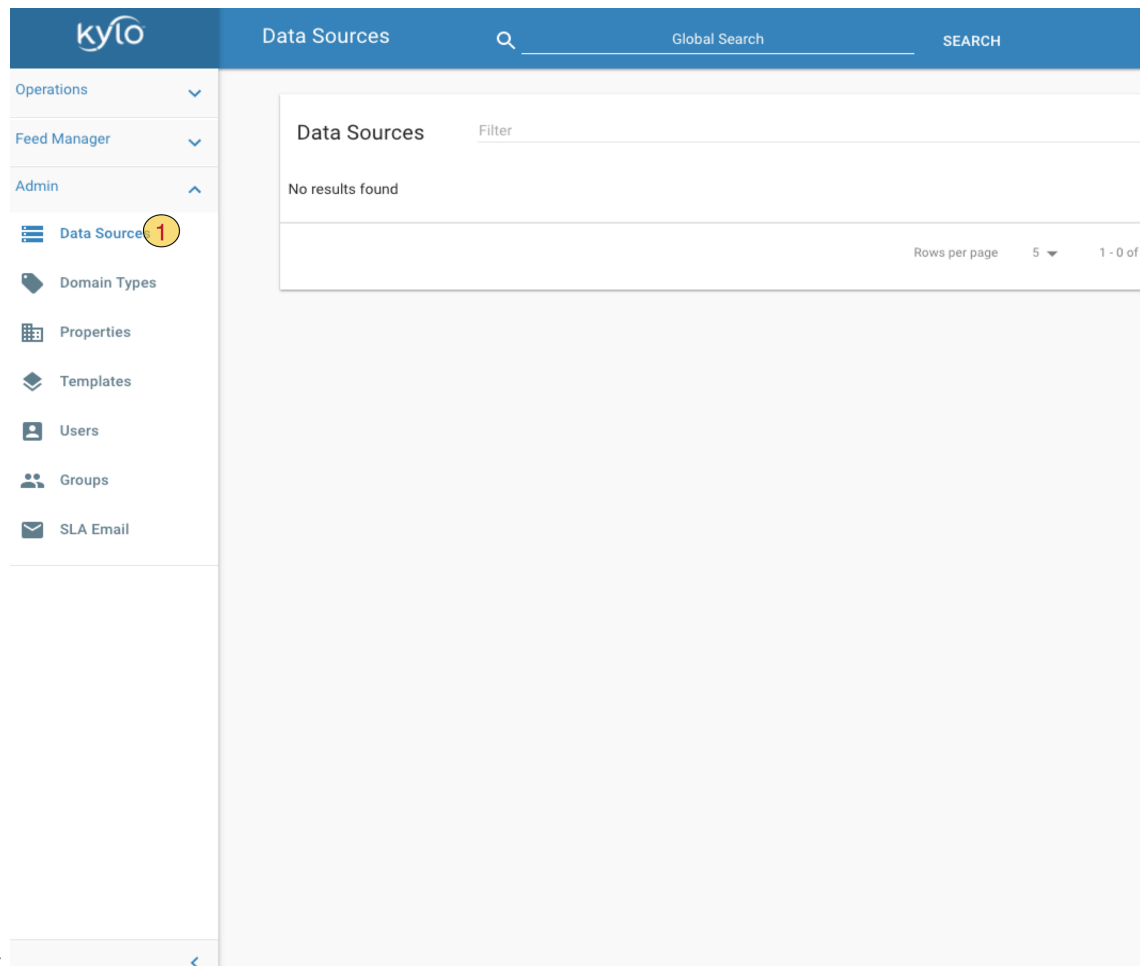 kylo
Data Sources
Global Search
SEARCH
Operations
Feed Manager
Admin
Data Sources
1
Domain Types
Properties
Templates
Users
Groups
SLA Email
Data Sources
Filter
No results found
Rows per page 5 1 - 0 of